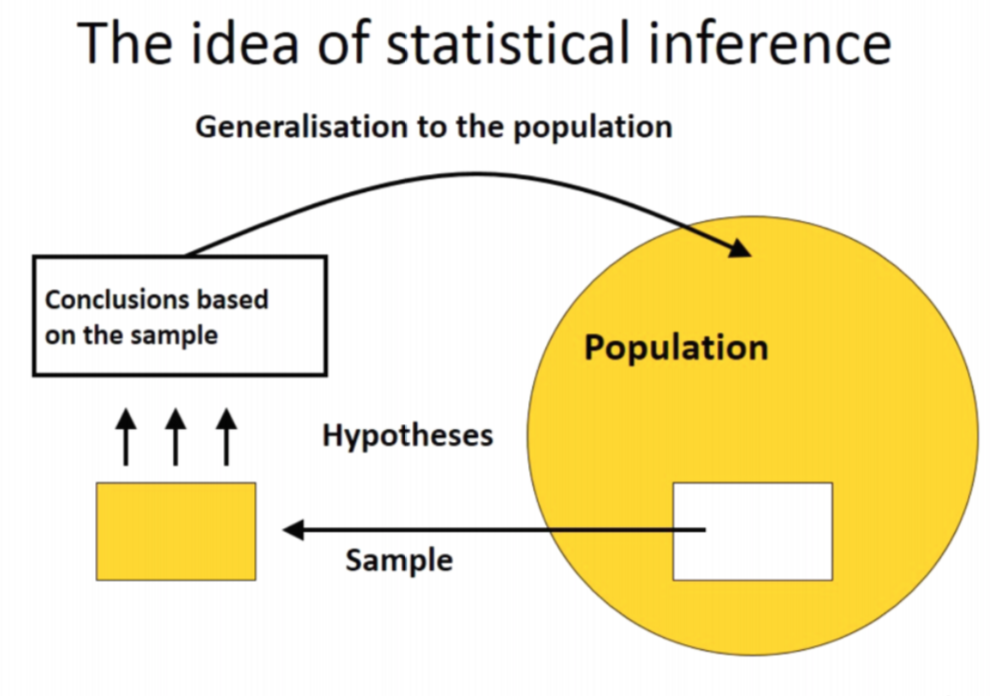 The idea of statistical inference
Generalisation to the population
Conclusions based
on the sample
Population
Hypotheses
Sample